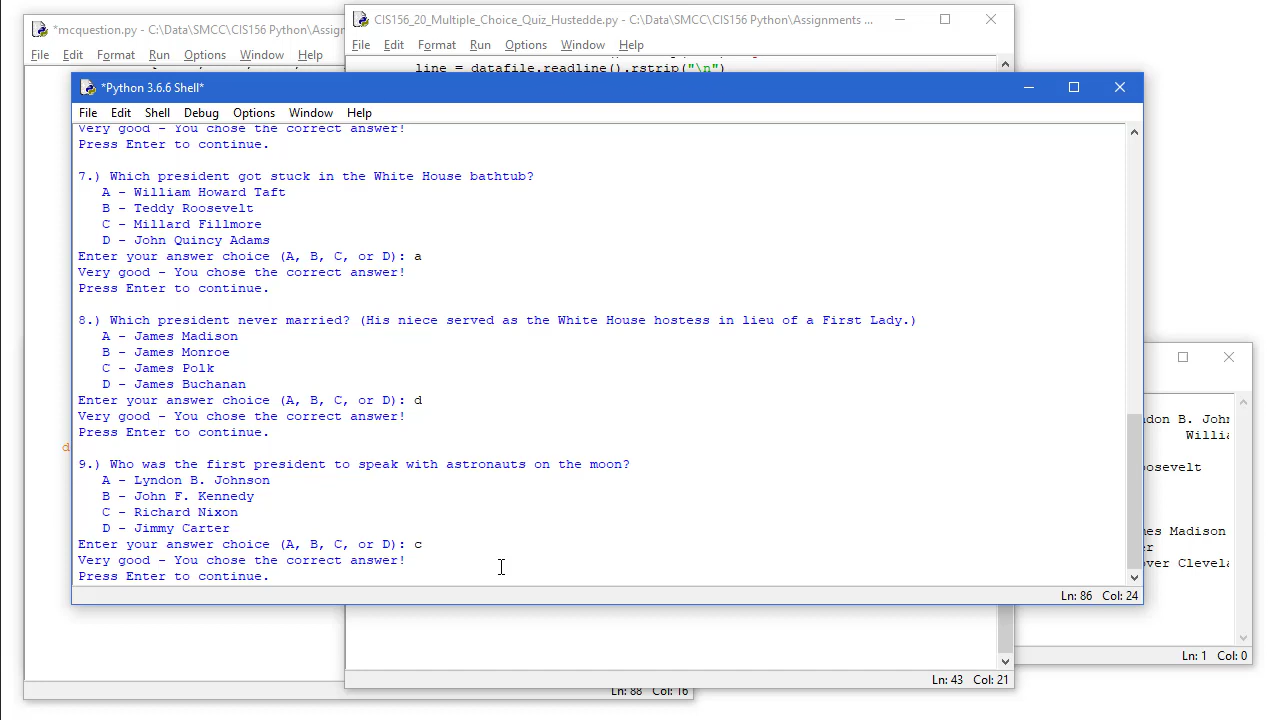 *mcquestion.py - C:\Data\SMCC\CIS156 Python\Assign
File Edit Format Run Options Window Help
CIS156_20_Multiple_Choice_Quiz_Hustedde.py - C:\Data\SMCC\CIS156 Python\Assignments ...
File Edit Format Run Options Window Help
line = datafile.readline().rstrip("\n")
*Python 3.6.6 Shell*
File Edit Shell Debug Options Window Help
Very good - You chose the correct answer!
Press Enter to continue.
7.) Which president got stuck in the White House bathtub?
A - William Howard Taft
B - Teddy Roosevelt
C - Millard Fillmore
D - John Quincy Adams
Enter your answer choice (A, B, C, or D): a
Very good - You chose the correct answer!
Press Enter to continue.
8.) Which president never married? (His niece served as the White House hostess in lieu of a First Lady.)
A - James Madison
B - James Monroe
C - James Polk
D - James Buchanan
Enter your answer choice (A, B, C, or D): d
Very good - You chose the correct answer!
Press Enter to continue.
9.) Who was the first president to speak with astronauts on the moon?
A - Lyndon B. Johnson
B - John F. Kennedy
C - Richard Nixon
D - Jimmy Carter
Enter your answer choice (A, B, C, or D): c
Very good - You chose the correct answer!
Press Enter to continue.
Ln: 86 Col: 24
d
ndon B. John
Willia
osevelt
mes Madison
er
over Clevela
Ln: 1 Col: 0
Ln: 43 Col: 21
Ln: 88 Col: 16